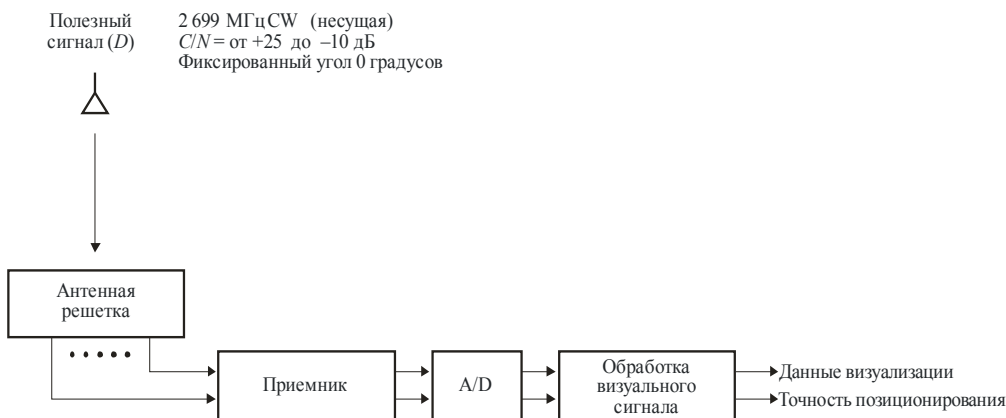 Полезный
сигнал (D)
2 699 МГц CW (несущая)
C/N = от +25 до –10 дБ
Фиксированный угол 0 градусов
Антенная
решетка
Приемник
A/D
Обработка
визуального
сигнала
Данные визуализации
Точность позиционирования